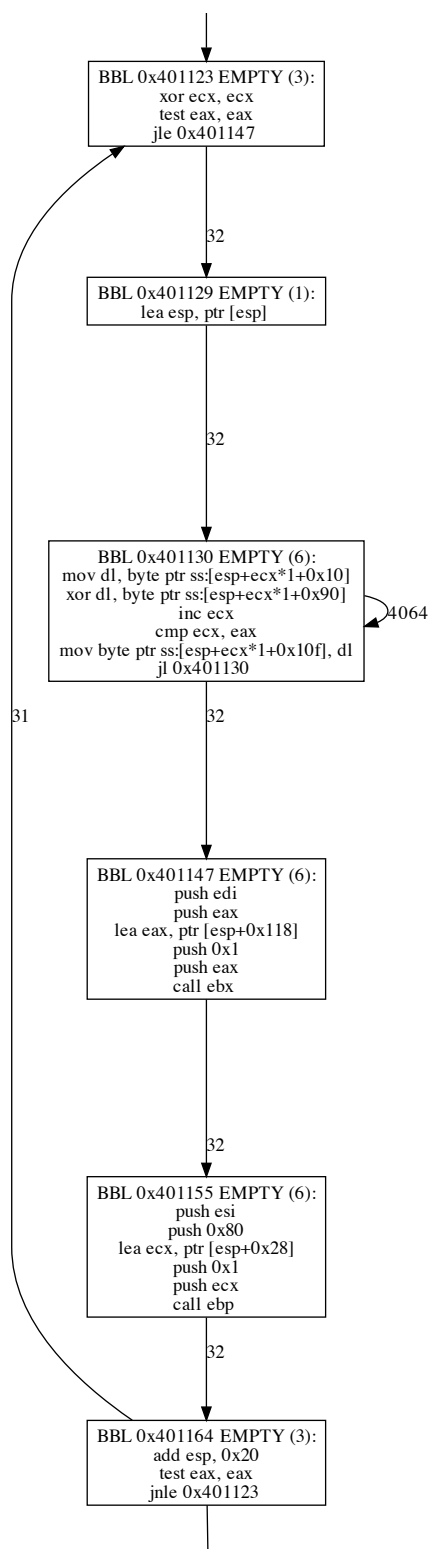 BBL 0x401123 EMPTY (3):
xor ecx, ecx
test eax, eax
jle 0x401147
32
BBL 0x401129 EMPTY (1):
lea esp, ptr [esp]
32
BBL 0x401130 EMPTY (6):
mov dl, byte ptr ss:[esp+ecx*1+0x10]
xor dl, byte ptr ss:[esp+ecx*1+0x90]
inc ecx
cmp ecx, eax
mov byte ptr ss:[esp+ecx*1+0x10f], dl
jl 0x401130
4064
31
32
BBL 0x401147 EMPTY (6):
push edi
push eax
lea eax, ptr [esp+0x118]
push 0x1
push eax
call ebx
32
BBL 0x401155 EMPTY (6):
push esi
push 0x80
lea ecx, ptr [esp+0x28]
push 0x1
push ecx
call ebp
32
BBL 0x401164 EMPTY (3):
add esp, 0x20
test eax, eax
jnle 0x401123